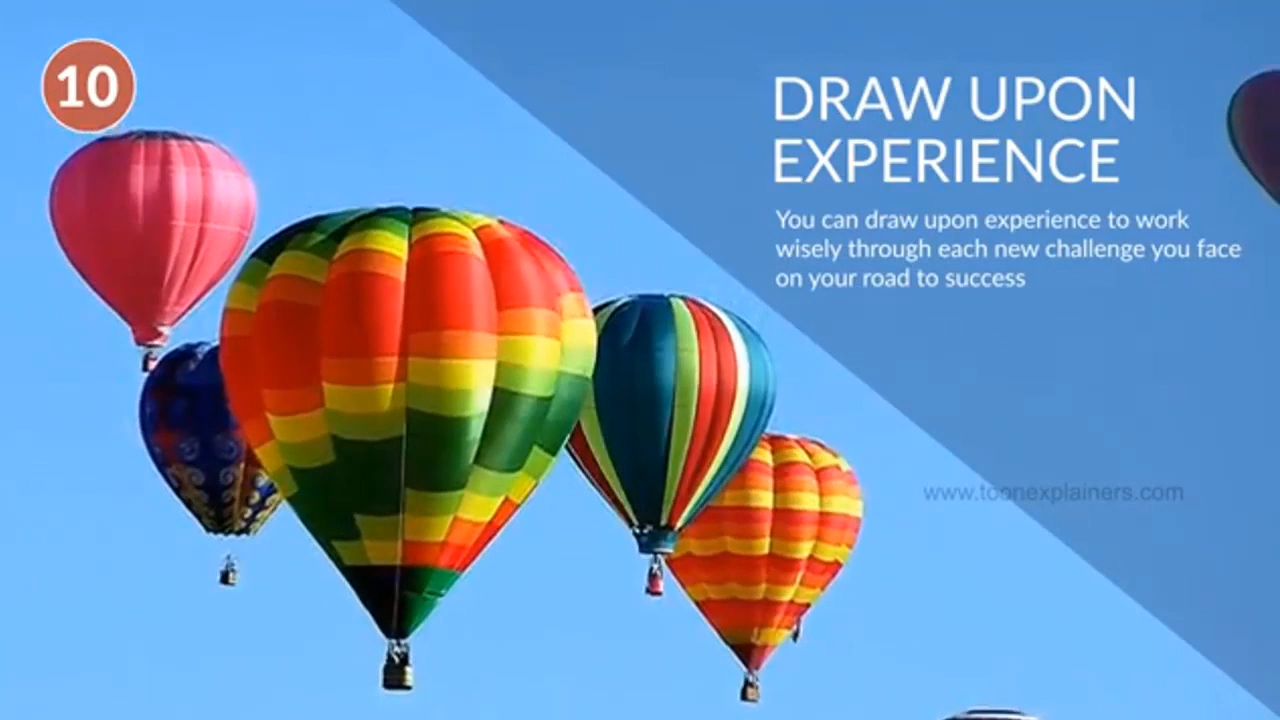 10
DRAW UPON
EXPERIENCE
You can draw upon experience to work
wisely through each new challenge you face
on your road to success
www.toonexplainers.com